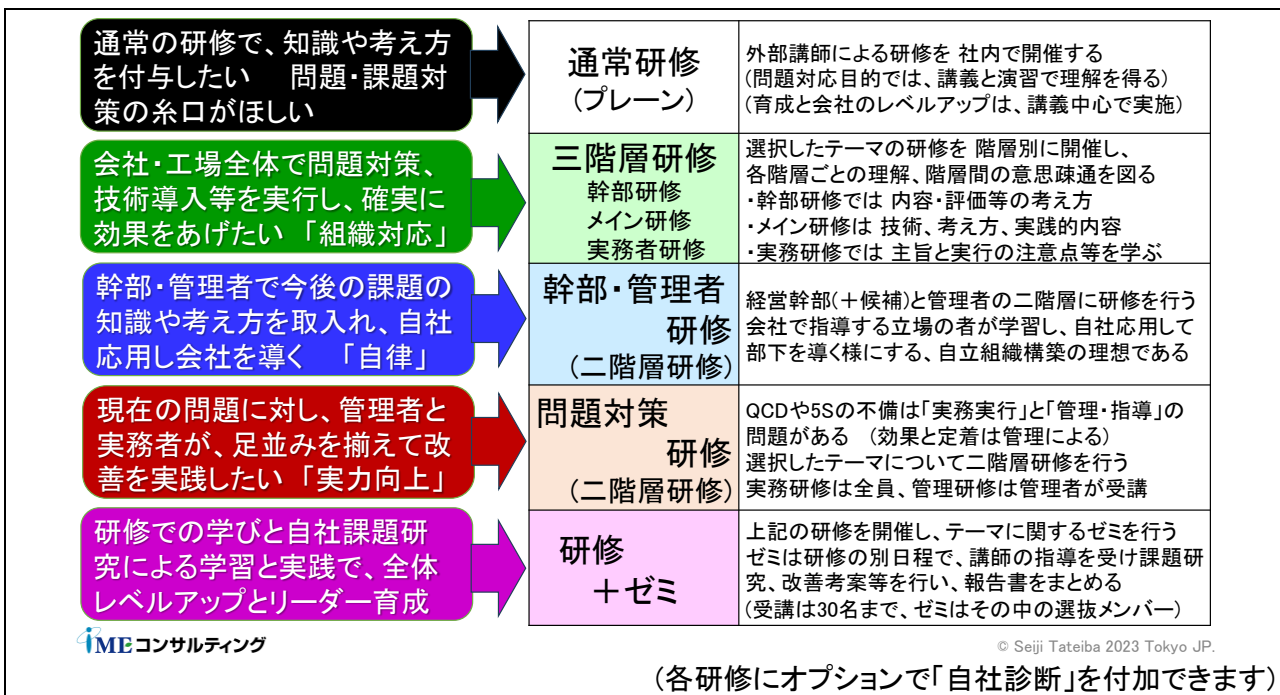 通常の研修で、知識や考え方
を付与したい 問題・課題対
策の糸口がほしい
通常研修
（プレーン）
外部講師による研修を 社内で開催する
(問題対応目的では、講義と演習で理解を得る)
(育成と会社のレベルアップは、講義中心で実施)
会社・工場全体で問題対策、
技術導入等を実行し、確実に
効果をあげたい 「組織対応」
三階層研修
幹部研修
メイン研修
実務者研修
選択したテーマの研修を 階層別に開催し、
各階層ごとの理解、階層間の意思疎通を図る
・幹部研修では 内容・評価等の考え方
・メイン研修は 技術、考え方、実践的内容
・実務研修では 主旨と実行の注意点等を学ぶ
幹部・管理者で今後の課題の
知識や考え方を取入れ、自社
応用し会社を導く 「自律」
幹部・管理者
研修
（二階層研修）
経営幹部(＋候補)と管理者の二階層に研修を行う
会社で指導する立場の者が学習し、自社応用して
部下を導く様にする、自立組織構築の理想である
現在の問題に対し、管理者と
実務者が、足並みを揃えて改
善を実践したい 「実力向上」
問題対策
研修
（二階層研修）
QCDや5Sの不備は「実務実行」と「管理・指導」の
問題がある （効果と定着は管理による）
選択したテーマについて二階層研修を行う
実務研修は全員、管理研修は管理者が受講
研修での学びと自社課題研
究による学習と実践で、全体
レベルアップとリーダー育成
研修
＋ゼミ
上記の研修を開催し、テーマに関するゼミを行う
ゼミは研修の別日程で、講師の指導を受け課題研
究、改善考案等を行い、報告書をまとめる
(受講は30名まで、ゼミはその中の選抜メンバー)
iMEコンサルティング
© Seiji Tateiba 2023 Tokyo JP.
(各研修にオプションで「自社診断」を付加できます)